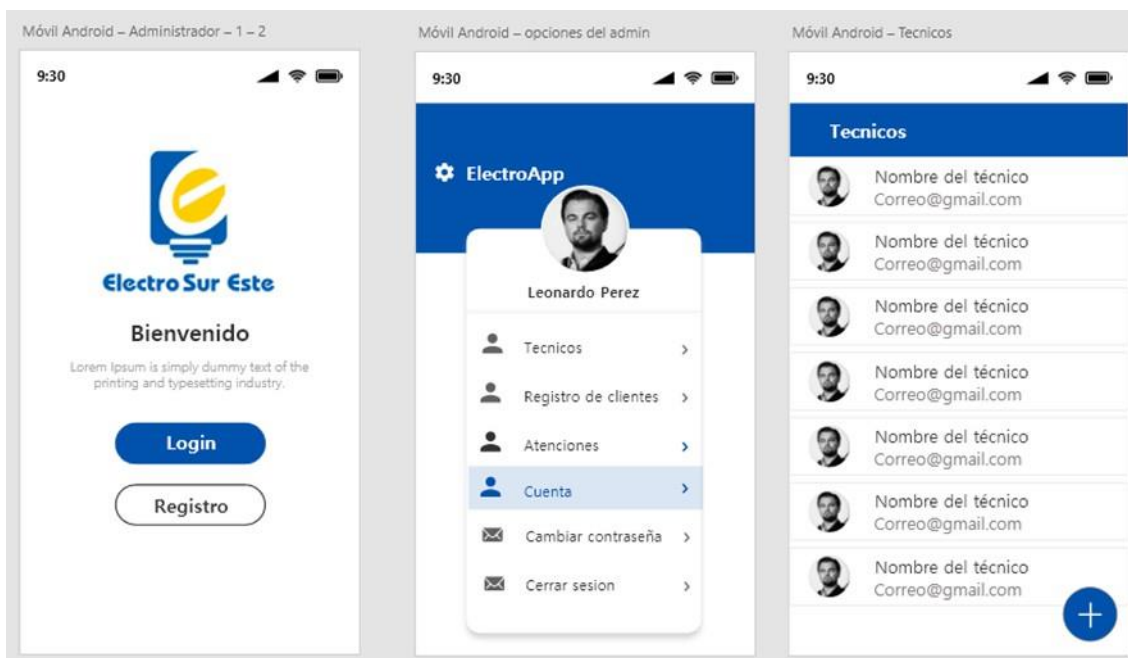 Móvil Android – Administrador – 1 – 2
9:30
Electro Sur Este
Bienvenido
Lorem Ipsum is simply dummy text of the
printing and typesetting industry.
Login
Registro
Móvil Android – opciones del admin
9:30
ElectroApp
Leonardo Perez
Tecnicos
Registro de clientes
Atenciones
Cuenta
Cambiar contraseña
Cerrar sesion
Móvil Android – Tecnicos
9:30
Tecnicos
Nombre del técnico
Correo@gmail.com
Nombre del técnico
Correo@gmail.com
Nombre del técnico
Correo@gmail.com
Nombre del técnico
Correo@gmail.com
Nombre del técnico
Correo@gmail.com
Nombre del técnico
Correo@gmail.com
Nombre del técnico
Correo@gmail.com